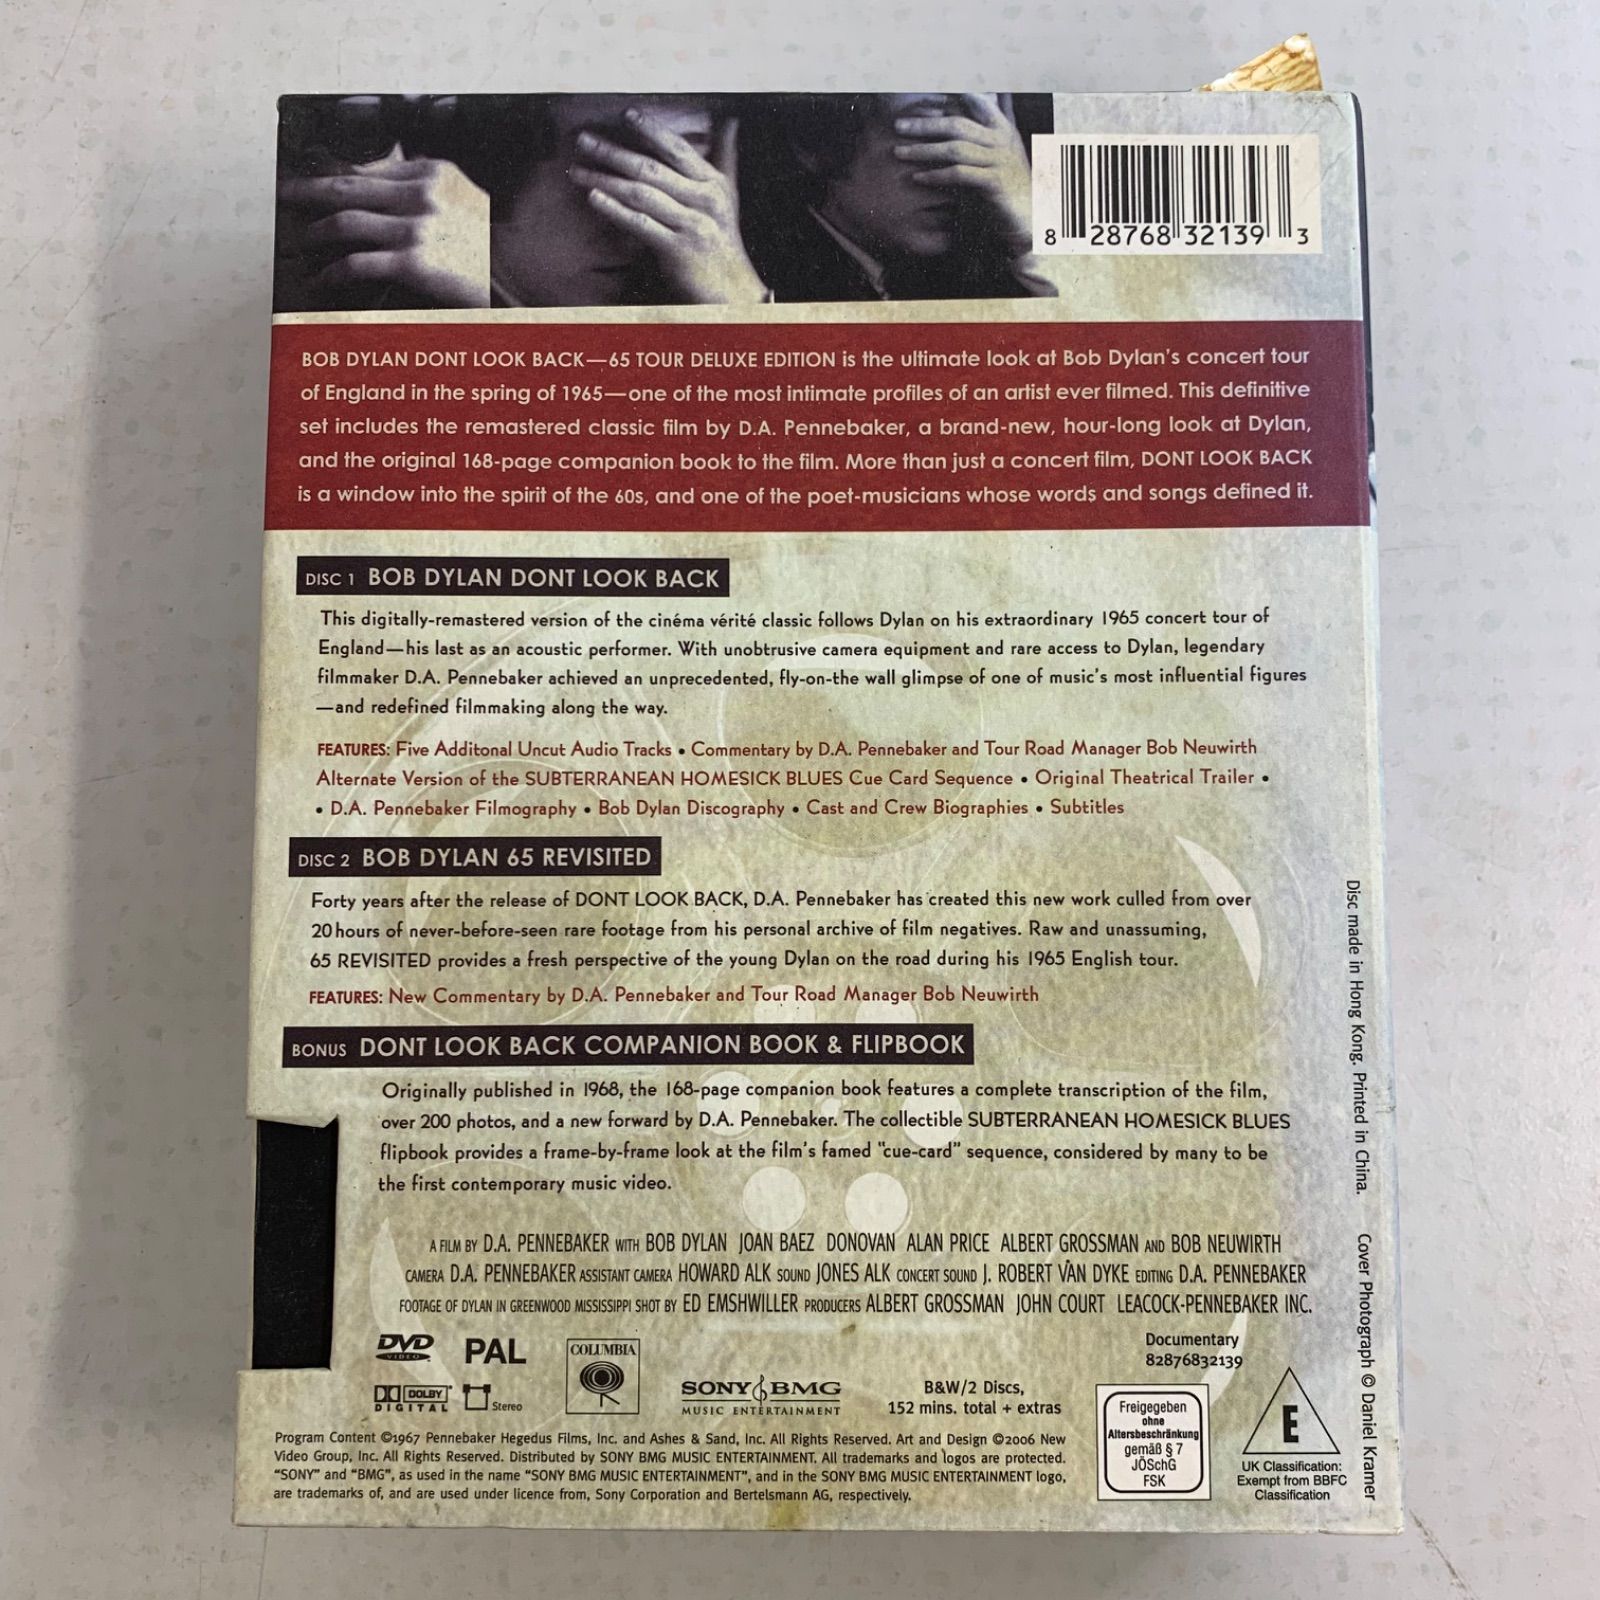 8 28768 32139 3
BOB DYLAN DONT LOOK BACK—65 TOUR DELUXE EDITION is the ultimate look at Bob Dylan's concert tour
of England in the spring of 1965—one of the most intimate profiles of an artist ever filmed. This definitive
set includes the remastered classic film by D.A. Pennebaker, a brand-new, hour-long look at Dylan,
and the original 168-page companion book to the film. More than just a concert film, DONT LOOK BACK
is a window into the spirit of the 60s, and one of the poet-musicians whose words and songs defined it.
DISC 1 BOB DYLAN DONT LOOK BACK
This digitally-remastered version of the cinéma vérité classic follows Dylan on his extraordinary 1965 concert tour of
England—his last as an acoustic performer. With unobtrusive camera equipment and rare access to Dylan, legendary
filmmaker D.A. Pennebaker achieved an unprecedented, fly-on-the wall glimpse of one of music's most influential figures
—and redefined filmmaking along the way.
FEATURES: Five Additonal Uncut Audio Tracks • Commentary by D.A. Pennebaker and Tour Road Manager Bob Neuwirth
Alternate Version of the SUBTERRANEAN HOMESICK BLUES Cue Card Sequence • Original Theatrical Trailer •
• D.A. Pennebaker Filmography • Bob Dylan Discography • Cast and Crew Biographies • Subtitles
DISC 2 BOB DYLAN 65 REVISITED
Forty years after the release of DONT LOOK BACK, D.A. Pennebaker has created this new work culled from over
20 hours of never-before-seen rare footage from his personal archive of film negatives. Raw and unassuming,
65 REVISITED provides a fresh perspective of the young Dylan on the road during his 1965 English tour.
FEATURES: New Commentary by D.A. Pennebaker and Tour Road Manager Bob Neuwirth
BONUS DONT LOOK BACK COMPANION BOOK & FLIPBOOK
Originally published in 1968, the 168-page companion book features a complete transcription of the film,
over 200 photos, and a new forward by D.A. Pennebaker. The collectible SUBTERRANEAN HOMESICK BLUES
flipbook provides a frame-by-frame look at the film's famed "cue-card" sequence, considered by many to be
the first contemporary music video.
A FILM BY D.A. PENNEBAKER WITH BOB DYLAN JOAN BAEZ DONOVAN ALAN PRICE ALBERT GROSSMAN AND BOB NEUWIRTH
CAMERA D.A. PENNEBAKER ASSISTANT CAMERA HOWARD ALK SOUND JONES ALK CONCERT SOUND J. ROBERT VAN DYKE EDITING D.A. PENNEBAKER
FOOTAGE OF DYLAN IN GREENWOOD MISSISSIPPI SHOT BY ED EMSHWILLER PRODUCERS ALBERT GROSSMAN JOHN COURT LEACOCK-PENNEBAKER INC.
DVD
VIDEO
PAL
COLUMBIA
DOLBY
DIGITAL
Stereo
SONY BMG
MUSIC ENTERTAINMENT
B&W/2 Discs,
152 mins. total + extras
Documentary
82876832139
Freigegeben
ohne
Altersbeschränkung
gemäß § 7
JÖSchG
FSK
E
UK Classification:
Exempt from BBFC
Classification
Program Content ©1967 Pennebaker Hegedus Films, Inc. and Ashes & Sand, Inc. All Rights Reserved. Art and Design ©2006 New
Video Group, Inc. All Rights Reserved. Distributed by SONY BMG MUSIC ENTERTAINMENT. All trademarks and logos are protected.
"SONY" and "BMG", as used in the name "SONY BMG MUSIC ENTERTAINMENT", and in the SONY BMG MUSIC ENTERTAINMENT logo,
are trademarks of, and are used under licence from, Sony Corporation and Bertelsmann AG, respectively.
Disc made in Hong Kong. Printed in China. Cover Photograph © Daniel Kramer